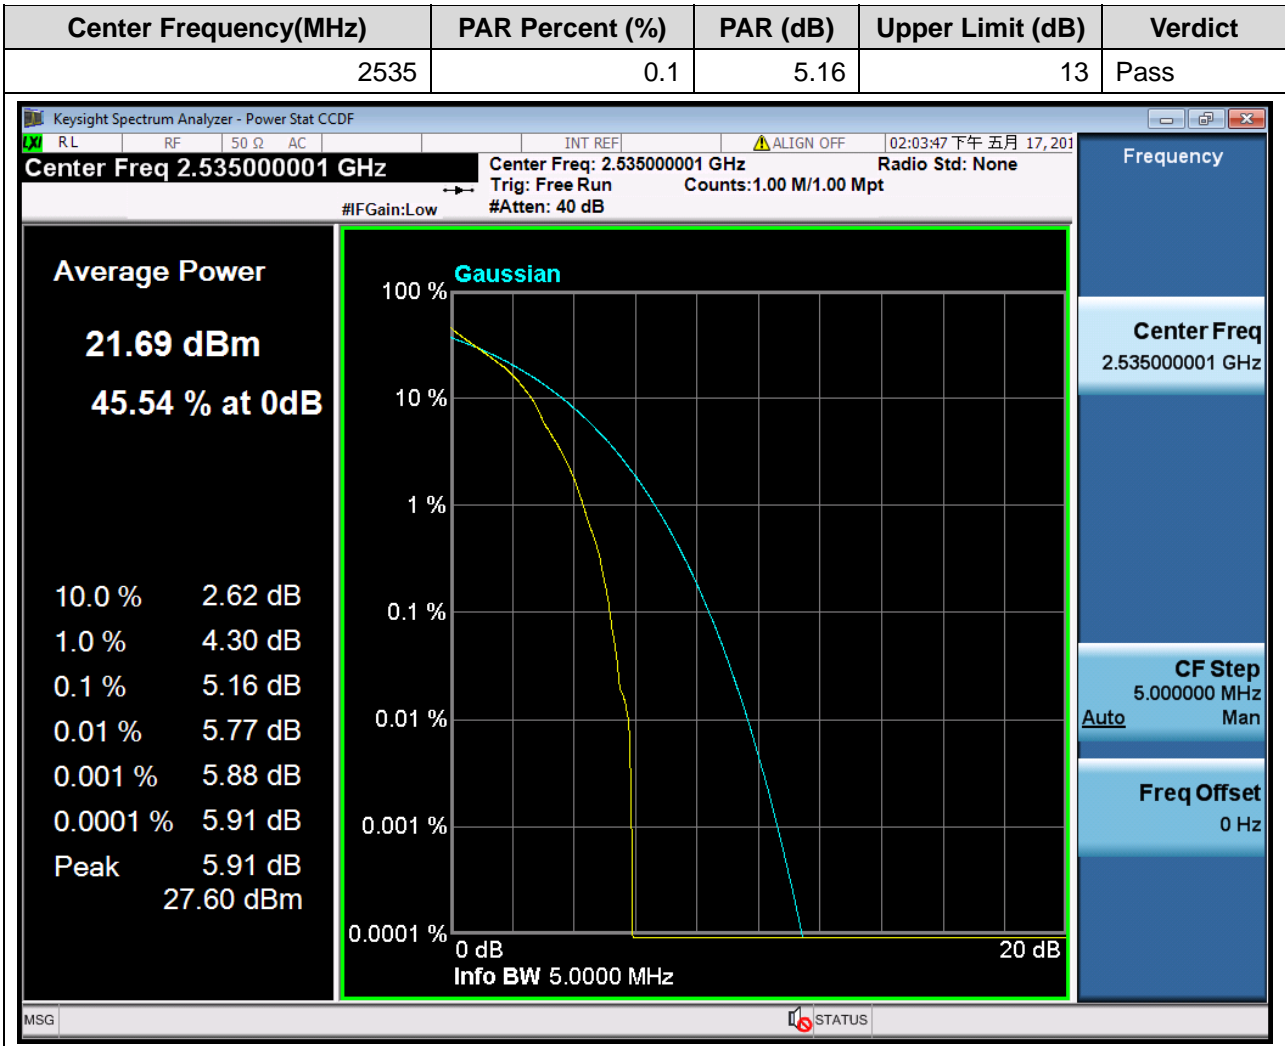 Center Frequency(MHz) PAR Percent (%) PAR (dB) Upper Limit (dB) Verdict
2535 0.1 5.16 13 Pass
Keysight Spectrum Analyzer - Power Stat CCDF
LXI RL RF 50 Ω AC INT REF ALIGN OFF 02:03:47 下午 五月 17, 201
Center Freq 2.535000001 GHz
Center Freq: 2.535000001 GHz Radio Std: None
Trig: Free Run Counts:1.00 M/1.00 Mpt
#IFGain:Low #Atten: 40 dB
Average Power
21.69 dBm
45.54 % at 0dB
10.0 % 2.62 dB
1.0 % 4.30 dB
0.1 % 5.16 dB
0.01 % 5.77 dB
0.001 % 5.88 dB
0.0001 % 5.91 dB
Peak 5.91 dB
27.60 dBm
Gaussian
100 %
10 %
1 %
0.1 %
0.01 %
0.001 %
0.0001 %
0 dB 20 dB
Info BW 5.0000 MHz
Frequency
Center Freq
2.535000001 GHz
CF Step
5.000000 MHz
Auto Man
Freq Offset
0 Hz
MSG STATUS